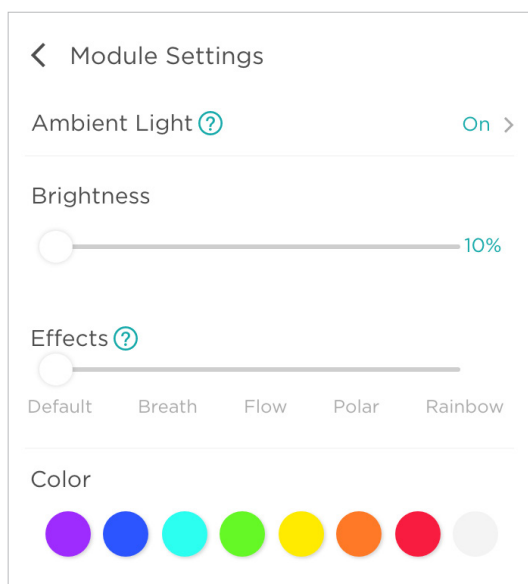 Module Settings
Ambient Light ? On
Brightness
10%
Effects ?
Default Breath Flow Polar Rainbow
Color